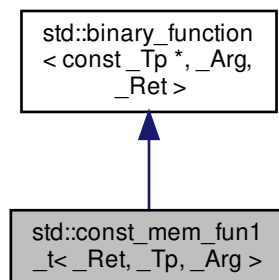 std::binary_function
< const _Tp *, _Arg,
_Ret >
std::const_mem_fun1
_t< _Ret, _Tp, _Arg >